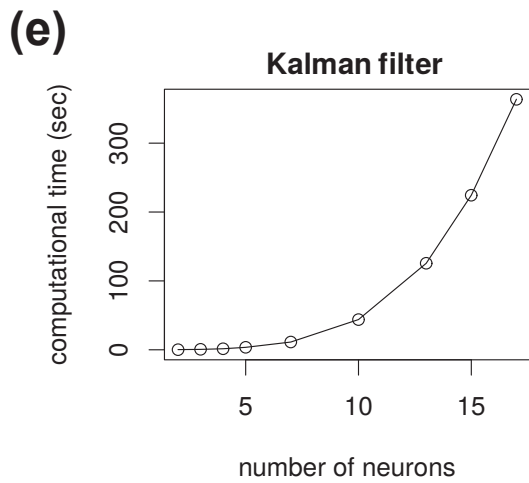 (e)
Kalman filter
computational time (sec)
300
200
100
0
5 10 15
number of neurons